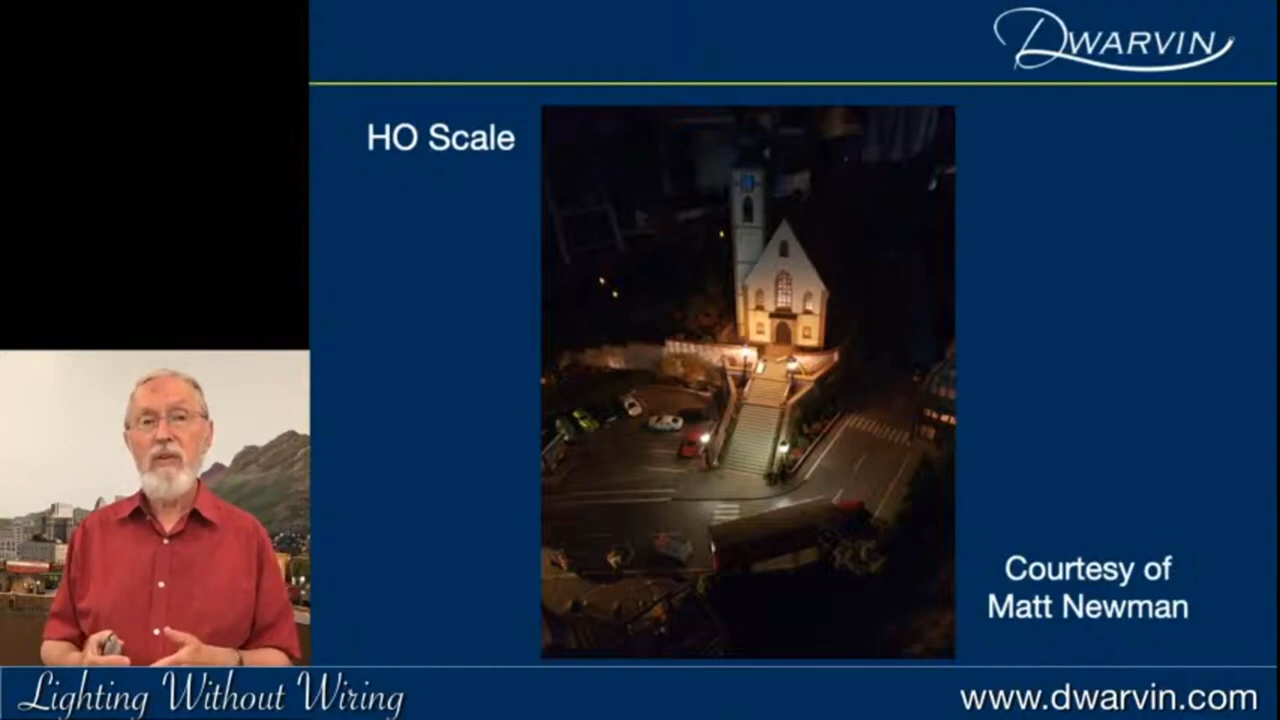 DWARVIN
HO Scale
Courtesy of
Matt Newman
Lighting Without Wiring
www.dwarvin.com